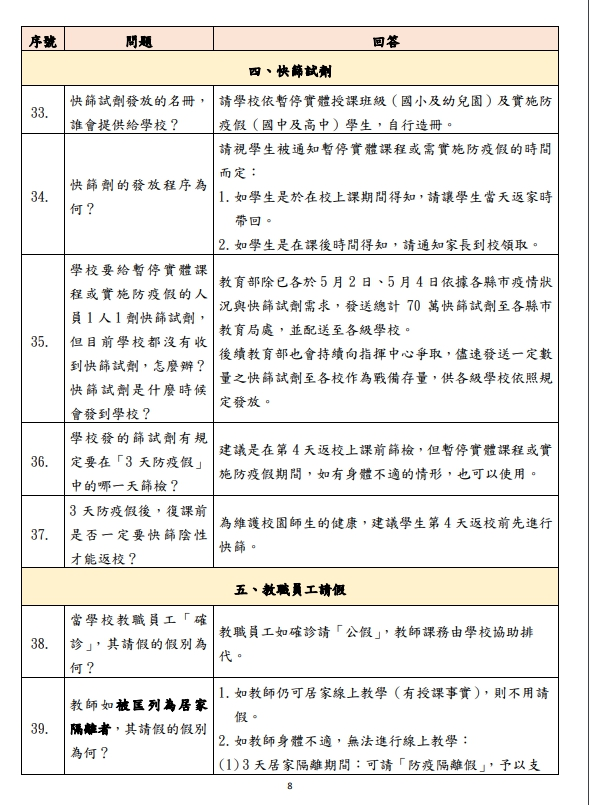 序號 問題 回答
四、快篩試劑
33.
快篩試劑發放的名冊，
誰會提供給學校？
請學校依暫停實體授課班級（國小及幼兒園）及實施防
疫假（國中及高中）學生，自行造冊。
34.
快篩劑的發放程序為
何？
請視學生被通知暫停實體課程或需實施防疫假的時間
而定：
1. 如學生是於在校上課期間得知，請讓學生當天返家時
帶回。
2. 如學生是在課後時間得知，請通知家長到校領取。
35.
學校要給暫停實體課
程或實施防疫假的人
員 1 人 1 劑快篩試劑，
但目前學校都沒有收
到快篩試劑，怎麼辦？
快篩試劑是什麼時候
會發到學校？
教育部除已各於 5 月 2 日、5 月 4 日依據各縣市疫情狀
況與快篩試劑需求，發送總計 70 萬快篩試劑至各縣市
教育局處，並配送至各級學校。
後續教育部也會持續向指揮中心爭取，儘速發送一定數
量之快篩試劑至各校作為戰備存量，供各級學校依照規
定發放。
36.
學校發的篩試劑有規
定要在「3 天防疫假」
中的哪一天篩檢？
建議是在第 4 天返校上課前篩檢，但暫停實體課程或實
施防疫假期間，如有身體不適的情形，也可以使用。
37.
3 天防疫假後，復課前
是否一定要快篩陰性
才能返校？
為維護校園師生的健康，建議學生第 4 天返校前先進行
快篩。
五、教職員工請假
38.
當學校教職員工「確
診」，其請假的假別為
何？
教職員工如確診請「公假」，教師課務由學校協助排
代。
39.
教師如被匡列為居家
隔離者，其請假的假別
為何？
1. 如教師仍可居家線上教學（有授課事實），則不用請
假。
2. 如教師身體不適，無法進行線上教學：
(1)3 天居家隔離期間：可請「防疫隔離假」，予以支
8